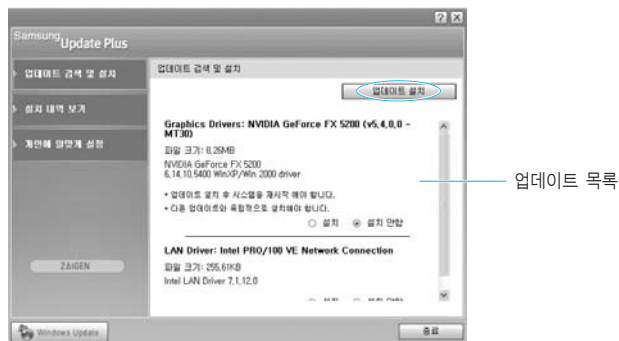 Samsung Update Plus
업데이트 검색 및 설치
설치 내역 보기
개인에 알맞게 설정
ZAIGEN
Windows Update
업데이트 검색 및 설치
업데이트 설치
Graphics Drivers: NVIDIA GeForce FX 5200 (v5,4,0,0 -
MT30)
파일 크기: 8,26MB
NVIDIA GeForce FX 5200
6,14,10,5400 WinXP/Win 2000 driver
• 업데이트 설치 후 시스템을 재시작 해야 합니다.
• 다른 업데이트와 독립적으로 설치해야 합니다.
설치 설치 안함
LAN Driver: Intel PRO/100 VE Network Connection
파일 크기: 255,61KB
Intel LAN Driver 7,1,12,0
종료
업데이트 목록